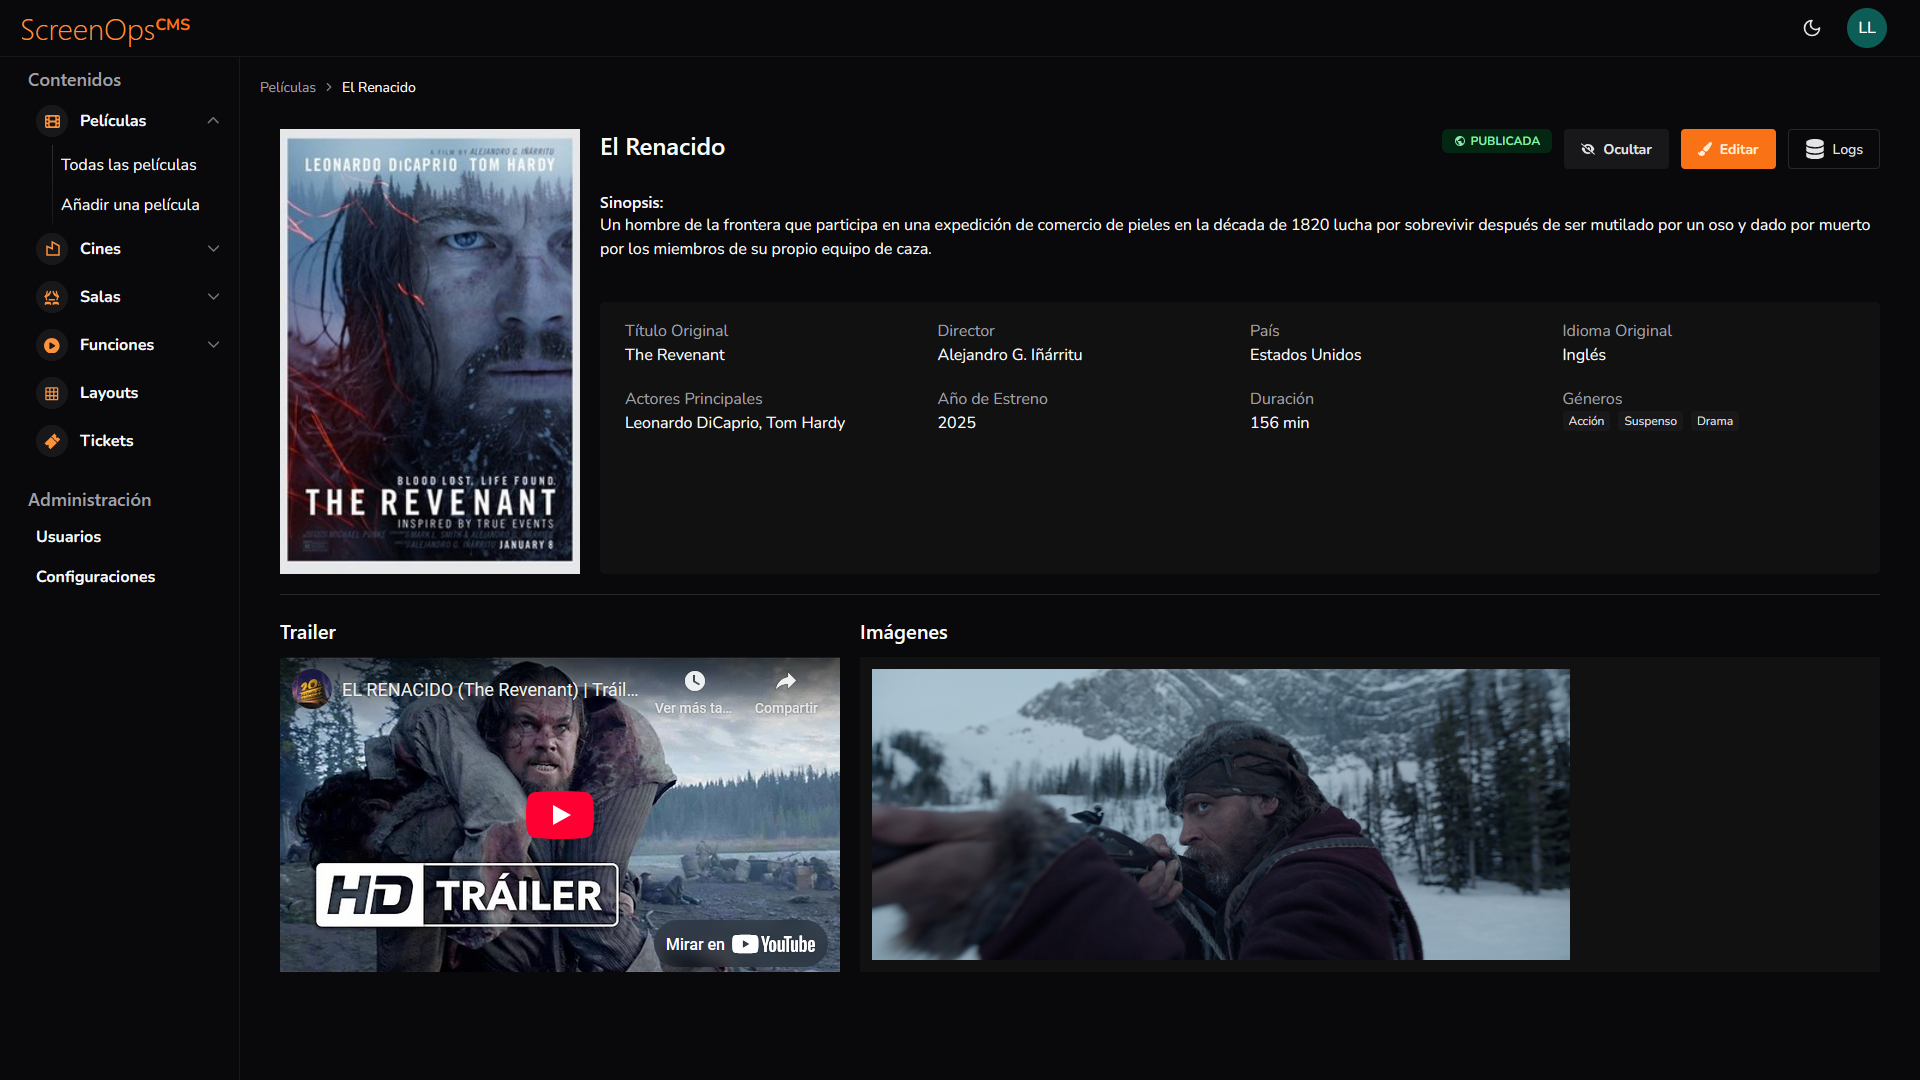 ScreenOpsCMS
LL
Contenidos
Películas
Todas las películas
Añadir una película
Cines
Salas
Funciones
Layouts
Tickets
Administración
Usuarios
Configuraciones
Películas > El Renacido
A FILM BY ALEJANDRO G. IÑÁRRITU
LEONARDO DiCAPRIO TOM HARDY
BLOOD LOST. LIFE FOUND.
THE REVENANT
INSPIRED BY TRUE EVENTS
JANUARY 8
El Renacido
PUBLICADA
Ocultar
Editar
Logs
Sinopsis:
Un hombre de la frontera que participa en una expedición de comercio de pieles en la década de 1820 lucha por sobrevivir después de ser mutilado por un oso y dado por muerto
por los miembros de su propio equipo de caza.
Título Original
The Revenant
Director
Alejandro G. Iñárritu
País
Estados Unidos
Idioma Original
Inglés
Actores Principales
Leonardo DiCaprio, Tom Hardy
Año de Estreno
2025
Duración
156 min
Géneros
Acción Suspenso Drama
Trailer
EL RENACIDO (The Revenant) | Tráil...
Ver más ta...
Compartir
HD TRÁILER
Mirar en YouTube
Imágenes